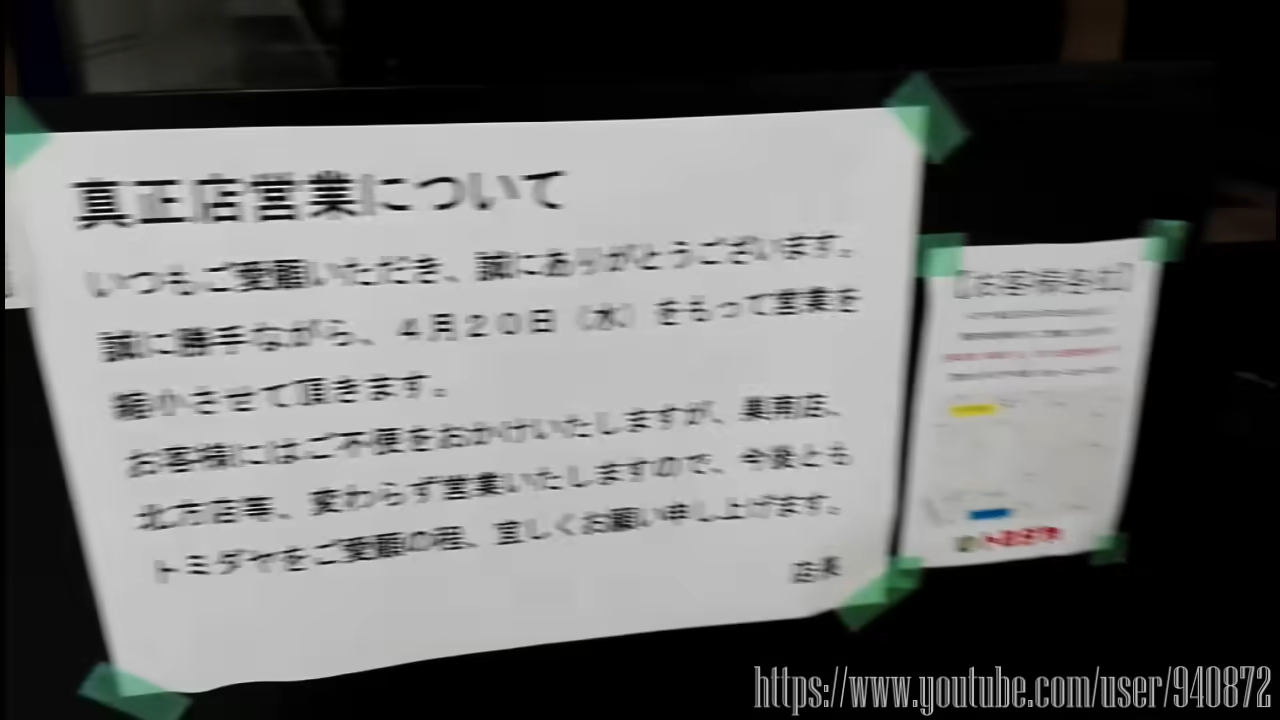 真正店営業について
いつもご愛顧いただき、誠にありがとうございます。
誠に勝手ながら、4月20日（水）をもって営業を
縮小させて頂きます。
お客様にはご不便をおかけいたしますが、巣南店、
北方店等、変わらず営業いたしますので、今後とも
トミダヤをご愛顧の程、宜しくお願い申し上げます。
店長
【お客様各位】
https://www.youtube.com/user/940872